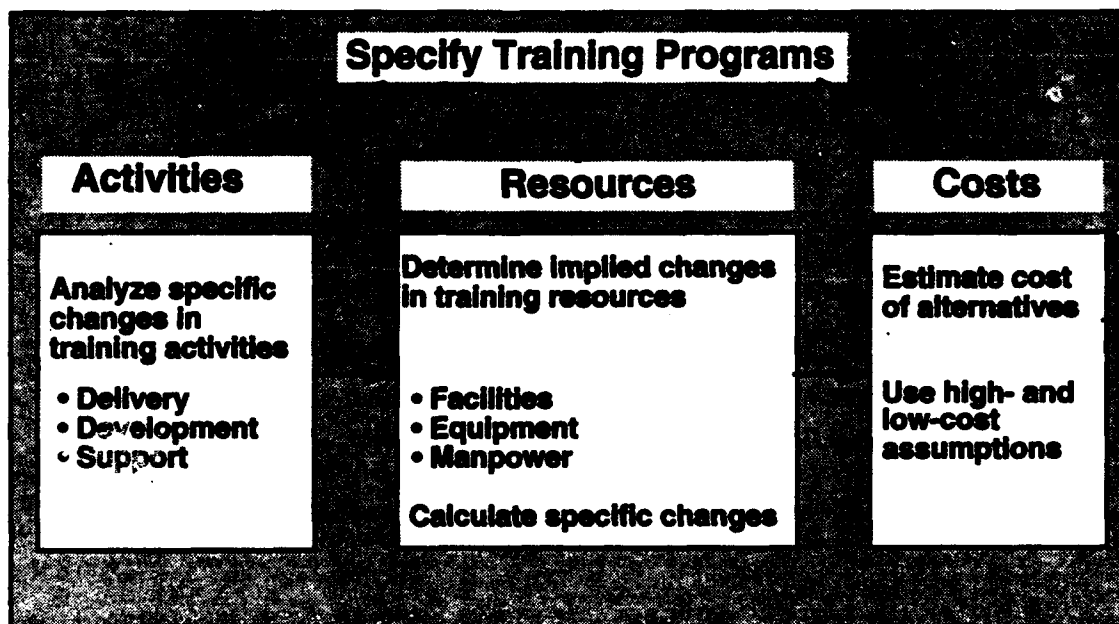 Specify Training Programs
Activities
Analyze specific
changes in
training activities
• Delivery
• Development
• Support
Resources
Determine implied changes
in training resources
• Facilities
• Equipment
• Manpower
Calculate specific changes
Costs
Estimate cost
of alternatives
Use high- and
low-cost
assumptions